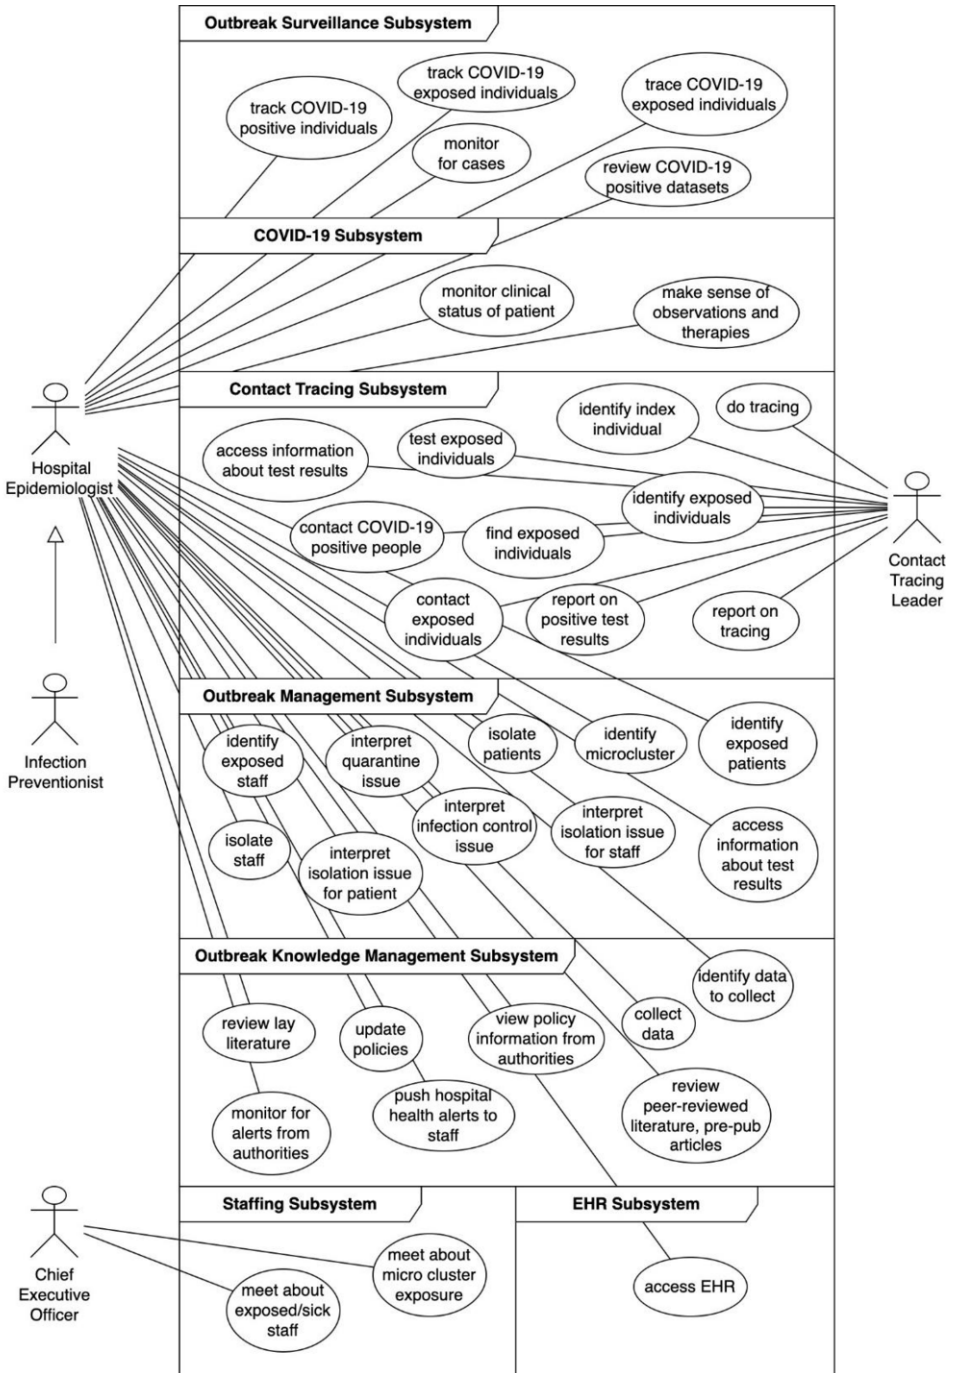 Outbreak Surveillance Subsystem
track COVID-19
positive individuals
track COVID-19
exposed individuals
trace COVID-19
exposed individuals
monitor
for cases
review COVID-19
positive datasets
COVID-19 Subsystem
monitor clinical
status of patient
make sense of
observations and
therapies
Contact Tracing Subsystem
access information
about test results
test exposed
individuals
identify index
individual
do tracing
Hospital
Epidemiologist
contact COVID-19
positive people
find exposed
individuals
identify exposed
individuals
Contact
Tracing
Leader
contact
exposed
individuals
report on
positive test
results
report on
tracing
Infection
Preventionist
Outbreak Management Subsystem
identify
exposed
staff
interpret
quarantine
issue
isolate
patients
identify
microcluster
identify
exposed
patients
isolate
staff
interpret
isolation issue
for patient
interpret
infection control
issue
interpret
isolation issue
for staff
access
information
about test
results
Outbreak Knowledge Management Subsystem
review lay
literature
update
policies
view policy
information from
authorities
collect
data
identify data
to collect
monitor for
alerts from
authorities
push hospital
health alerts to
staff
review
peer-reviewed
literature, pre-pub
articles
Chief
Executive
Officer
Staffing Subsystem
meet about
exposed/sick
staff
meet about
micro cluster
exposure
EHR Subsystem
access EHR